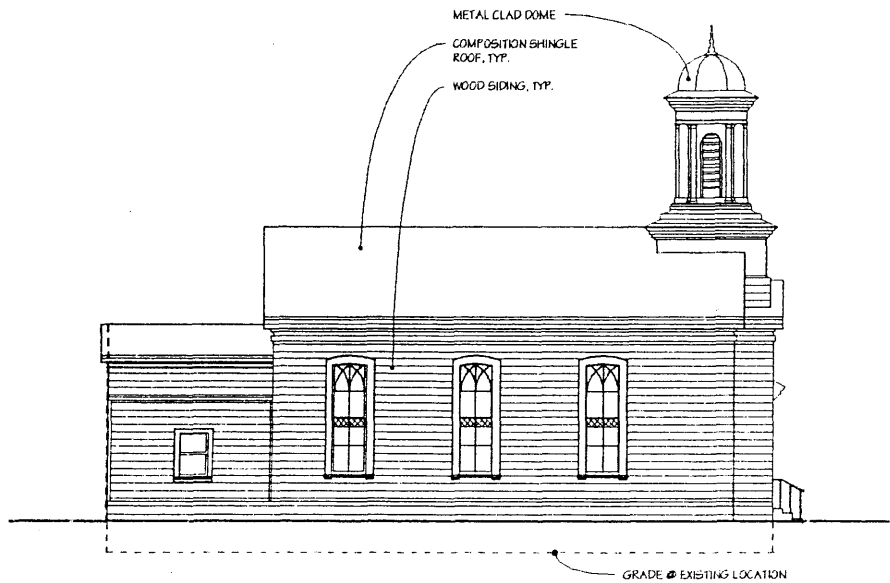 METAL CLAD DOME
COMPOSITION SHINGLE
ROOF, TYP.
WOOD SIDING, TYP.
GRADE @ EXISTING LOCATION